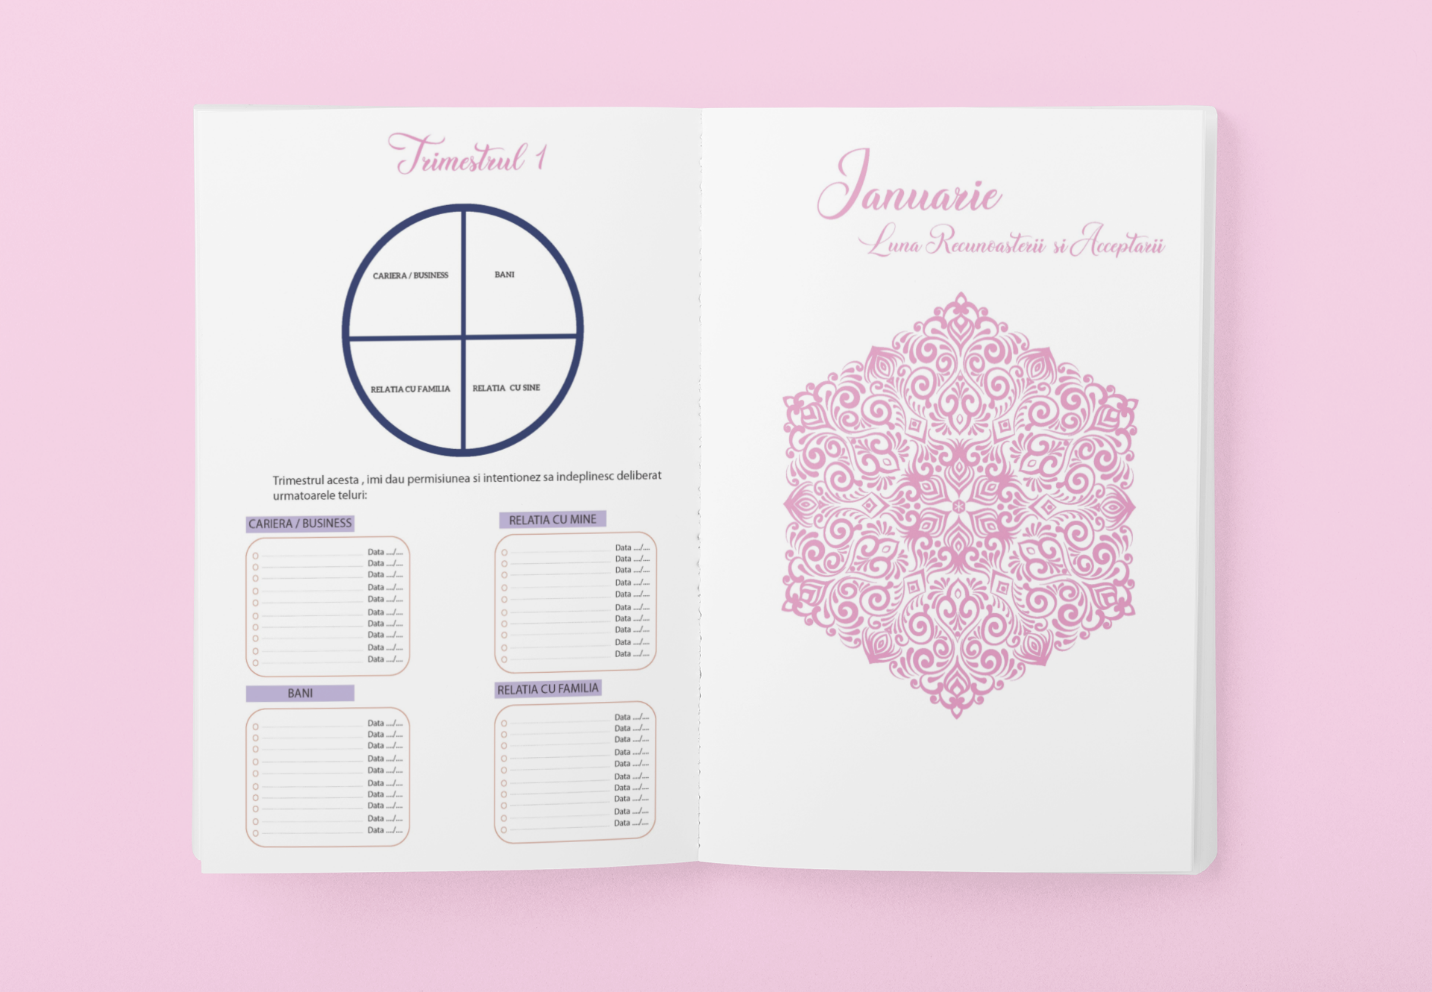 Trimestrul 1
CARIERA / BUSINESS
BANI
RELATIA CU FAMILIA
RELATIA CU SINE
Trimestrul acesta , imi dau permisiunea si intentionez sa indeplinesc deliberat
urmatoarele teluri:
CARIERA / BUSINESS
Data .../...
Data .../...
Data .../...
Data .../...
Data .../...
Data .../...
Data .../...
Data .../...
Data .../...
Data .../...
RELATIA CU MINE
Data .../...
Data .../...
Data .../...
Data .../...
Data .../...
Data .../...
Data .../...
Data .../...
Data .../...
Data .../...
BANI
Data .../...
Data .../...
Data .../...
Data .../...
Data .../...
Data .../...
Data .../...
Data .../...
Data .../...
Data .../...
RELATIA CU FAMILIA
Data .../...
Data .../...
Data .../...
Data .../...
Data .../...
Data .../...
Data .../...
Data .../...
Data .../...
Data .../...
Januarie
Luna Recunoasterii si Acceptarii